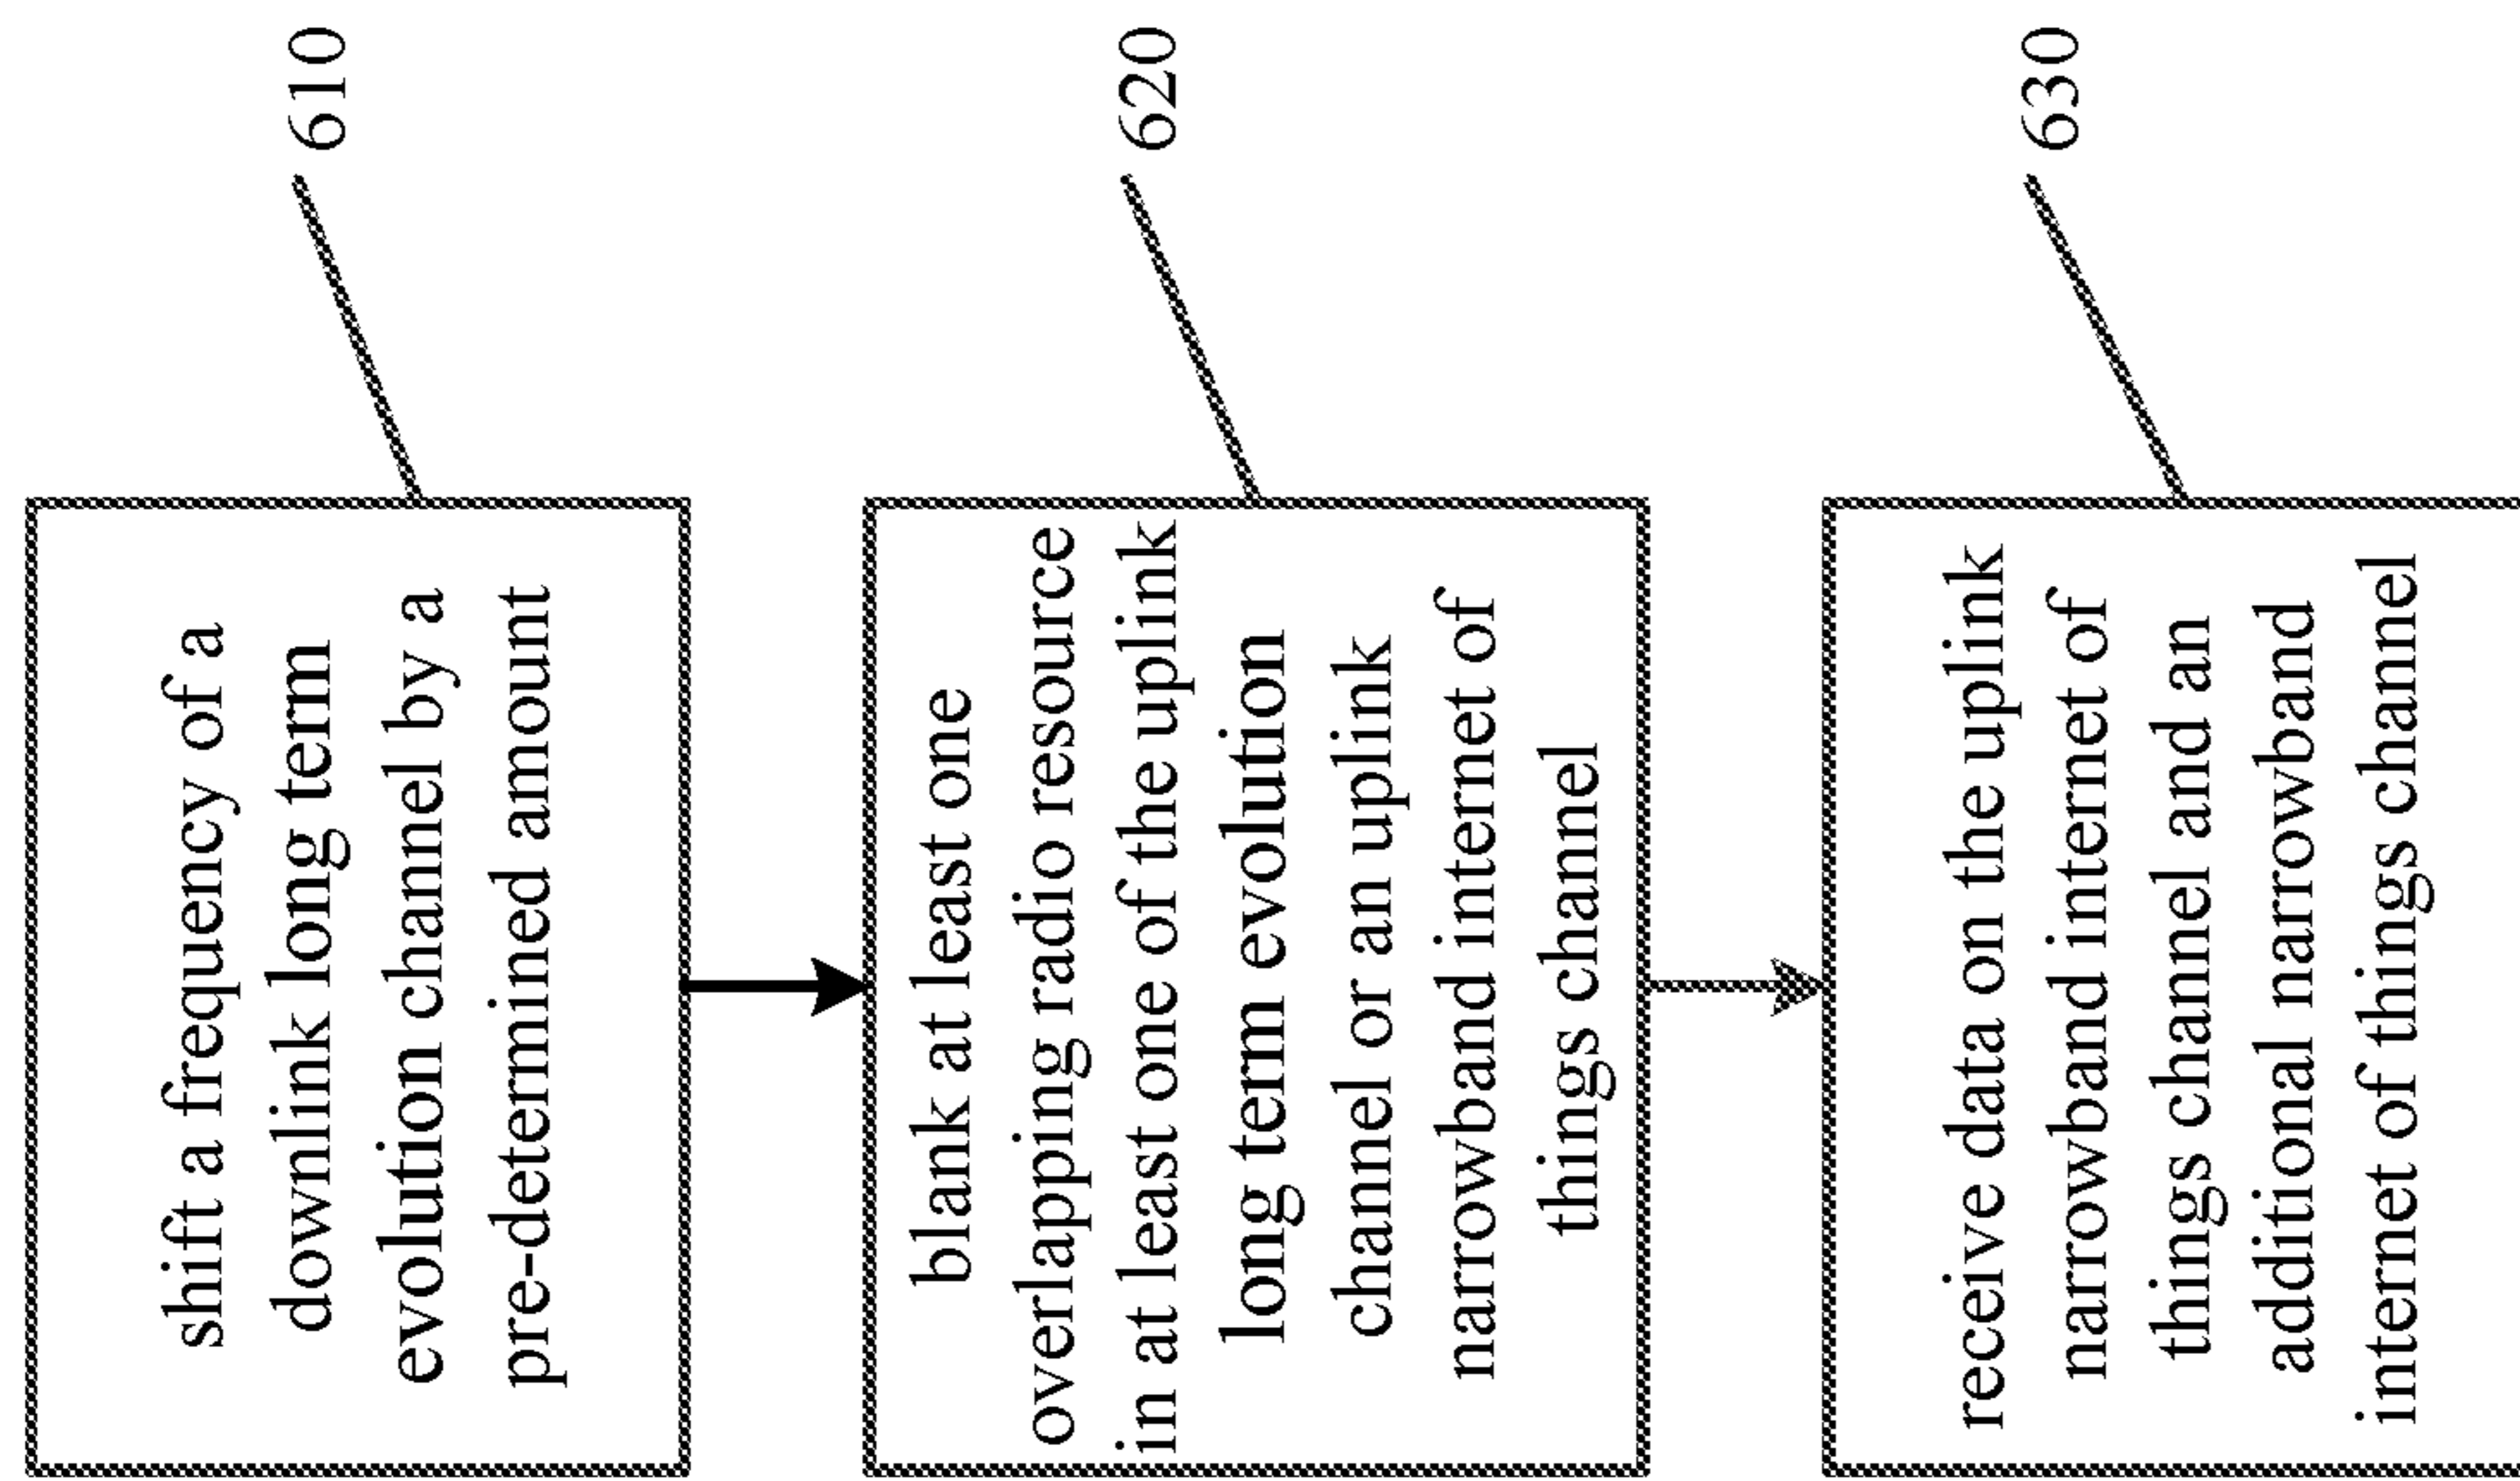 shift a frequency of a
downlink long term
evolution channel by a
pre-determined amount
610
blank at least one
overlapping radio resource
in at least one of the uplink
long term evolution
channel or an uplink
narrowband internet of
things channel
620
receive data on the uplink
narrowband internet of
things channel and an
additional narrowband
internet of things channel
630